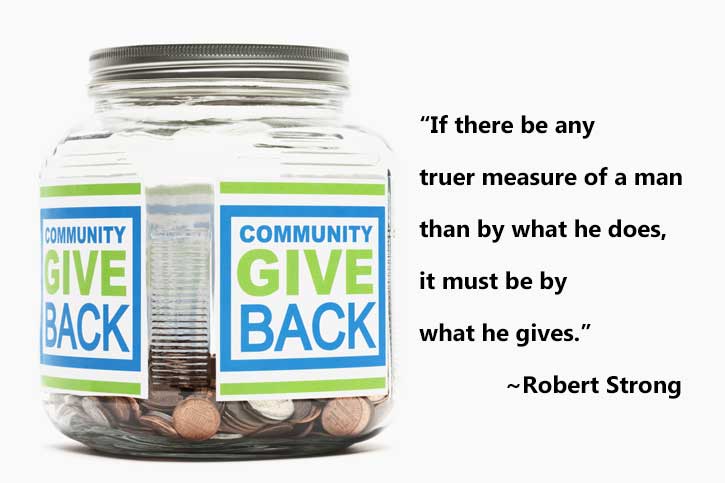 COMMUNITY
GIVE
BACK
COMMUNITY
GIVE
BACK
“If there be any
truer measure of a man
than by what he does,
it must be by
what he gives.”
~Robert Strong